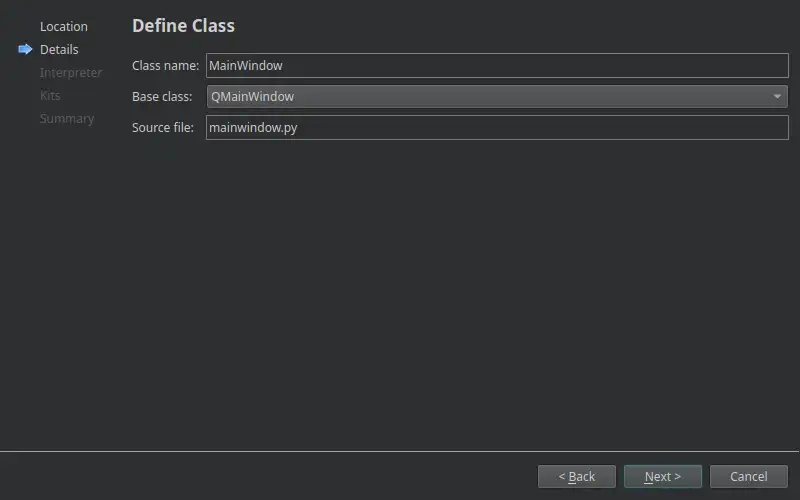 Location
Details
Interpreter
Kits
Summary
Define Class
Class name: MainWindow
Base class: QMainWindow
Source file: mainwindow.py
< Back Next > Cancel